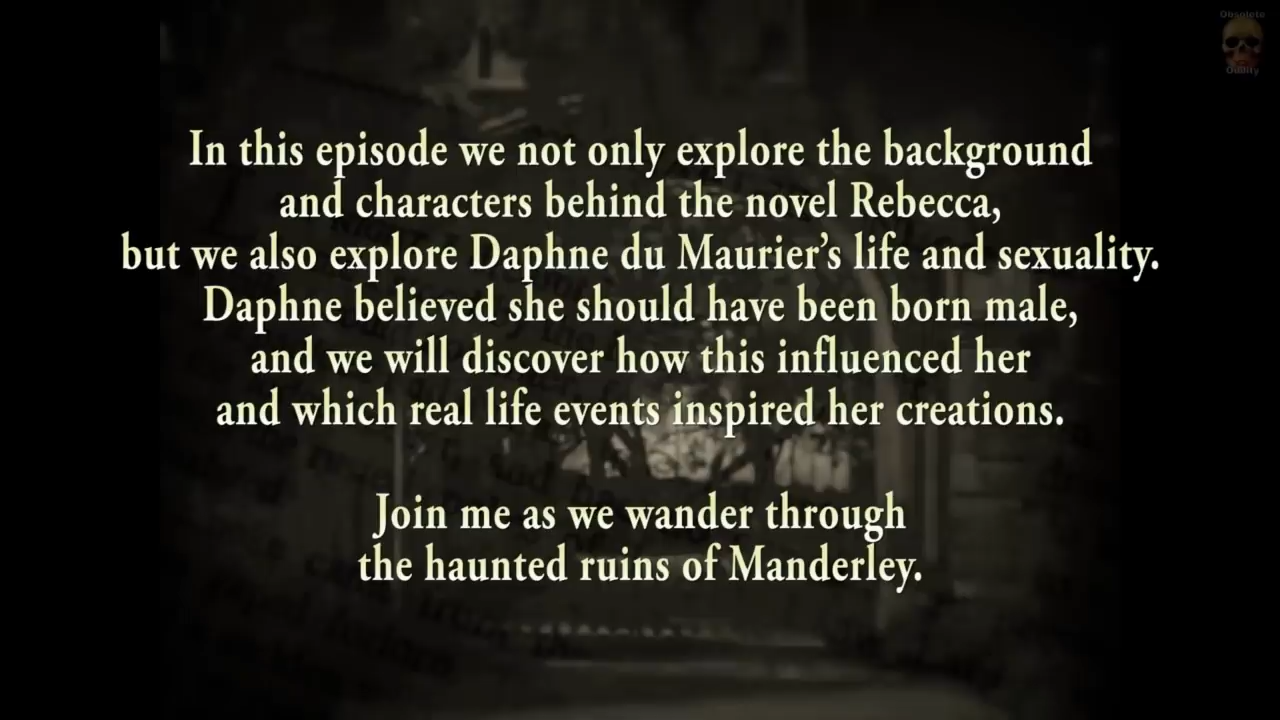 Obsolete
Oddity
In this episode we not only explore the background
and characters behind the novel Rebecca,
but we also explore Daphne du Maurier’s life and sexuality.
Daphne believed she should have been born male,
and we will discover how this influenced her
and which real life events inspired her creations.
Join me as we wander through
the haunted ruins of Manderley.